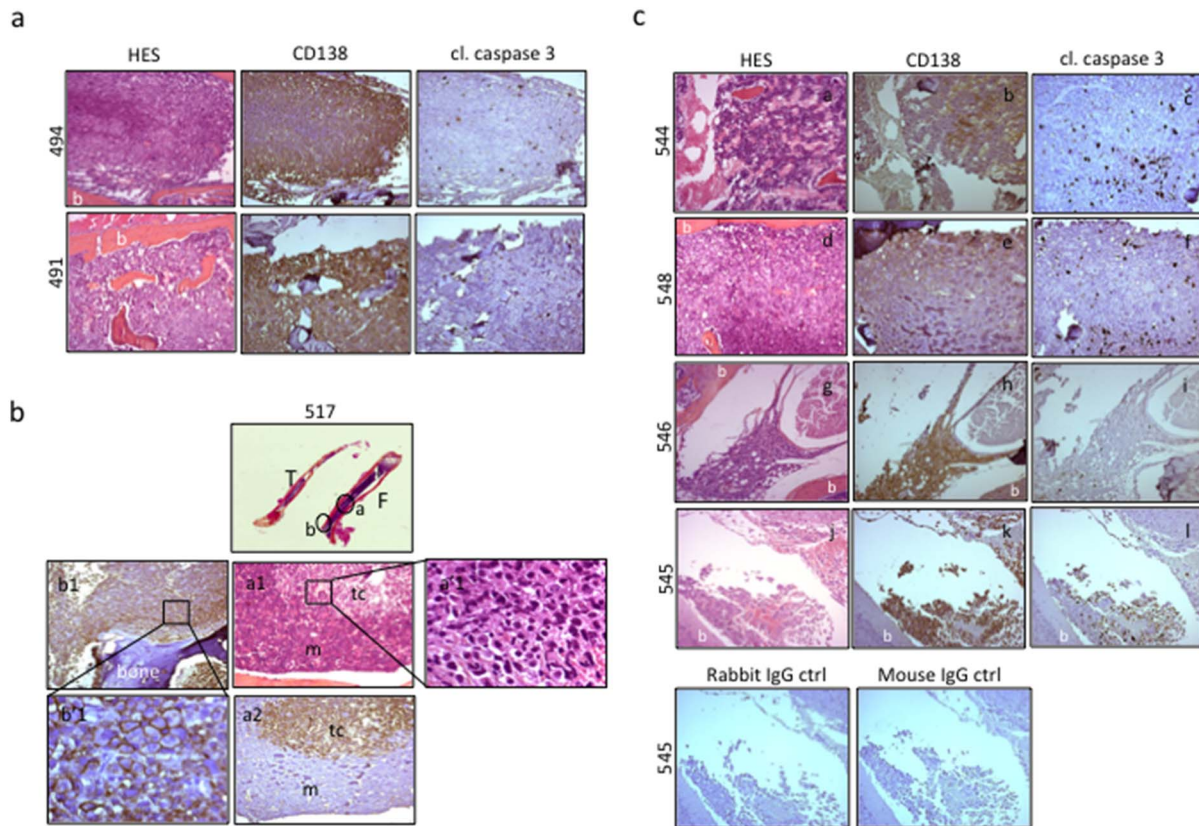 a
HES CD138 cl. caspase 3
494
b
491
b
b
517
T
F
a
b
b1
bone
a1
tc
m
a'1
b'1
a2
tc
m
c
HES CD138 cl. caspase 3
544
a b c
548
b
d e f
546
b
g h i
b b
545
j k l
b b b
Rabbit IgG ctrl Mouse IgG ctrl
545